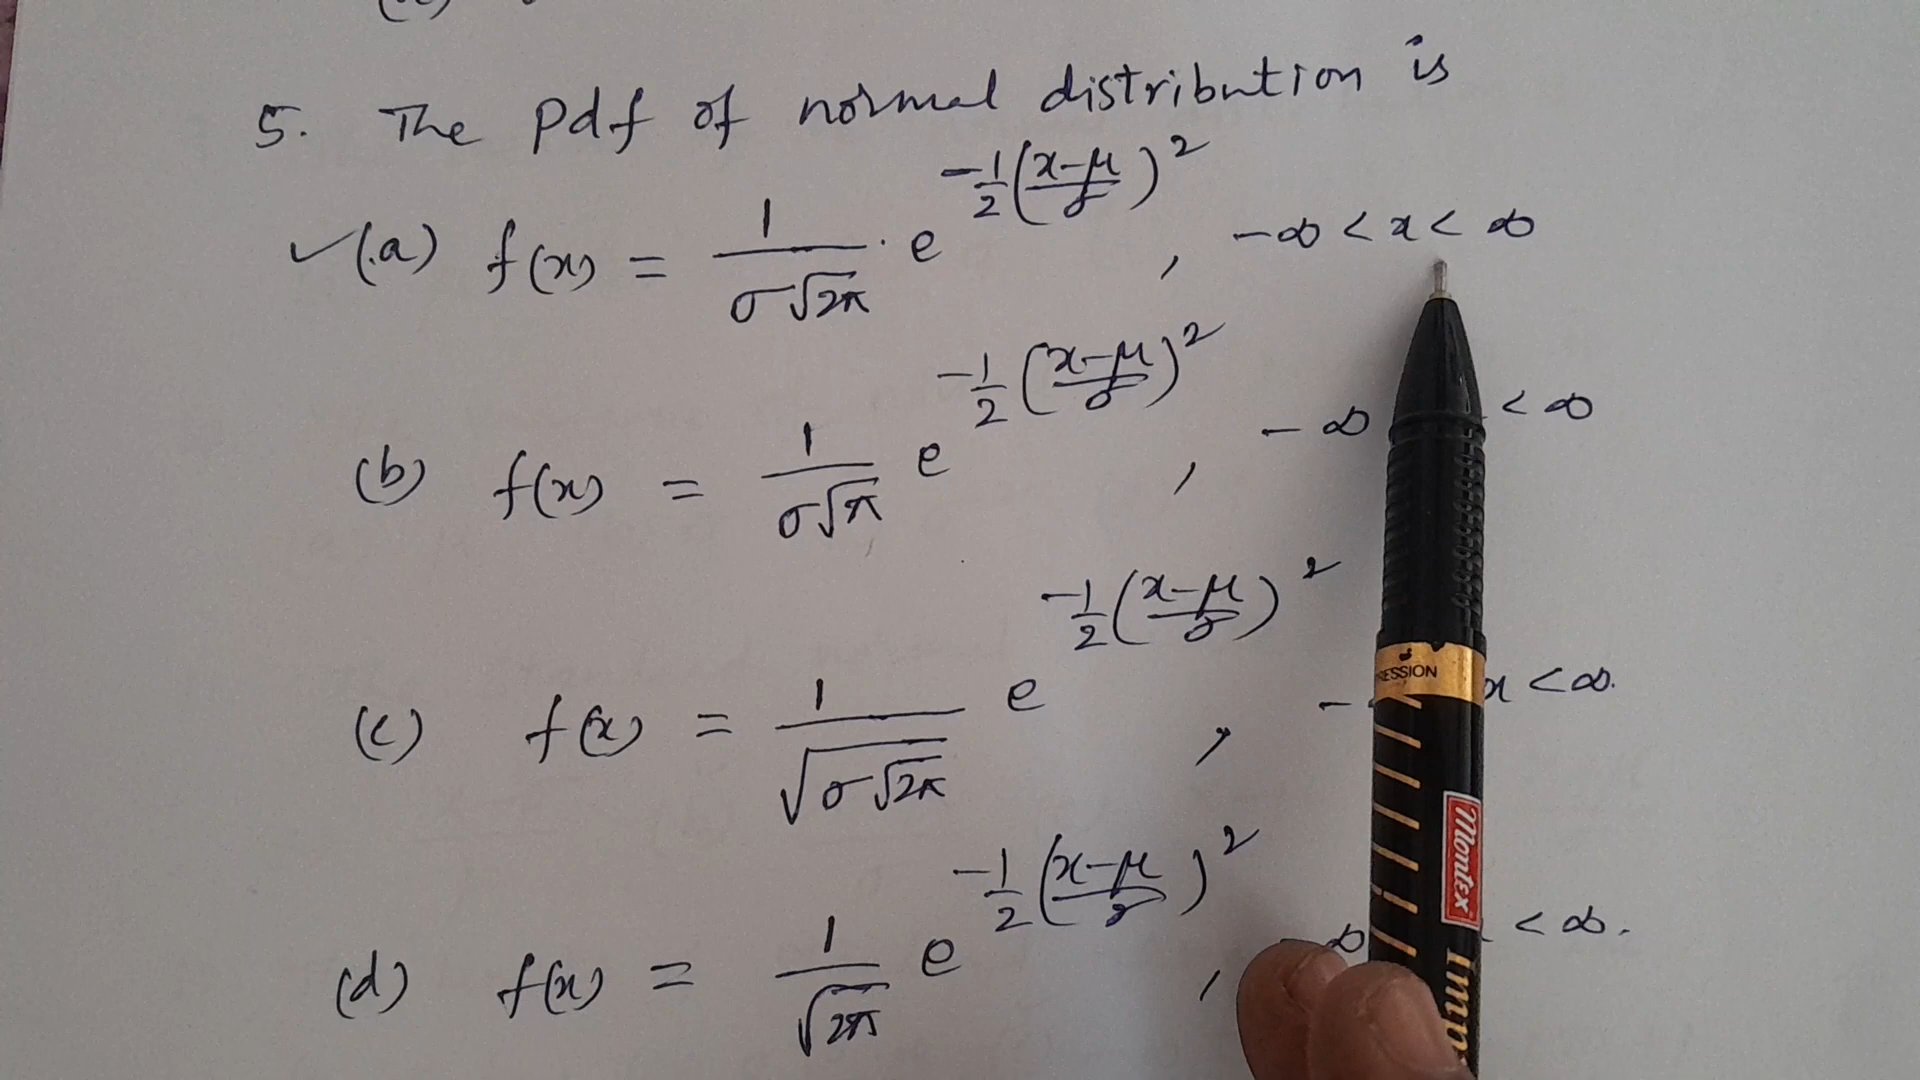 5. The Pdf of normal distribution is
✓(a) f(x) = 1/(σ√2π) · e^(-1/2((x-μ)/σ)^2) , -∞ < x < ∞
(b) f(x) = 1/(σ√π) e^(-1/2((x-μ)/σ)^2) , -∞ < ∞
(c) f(x) = 1/√(σ√2π) e^(-1/2((x-μ)/σ)^2) , - x < ∞.
(d) f(x) = 1/√2π e^(-1/2((x-μ)/σ)^2) , ∞ < ∞.
RESSION
Montex
Imp